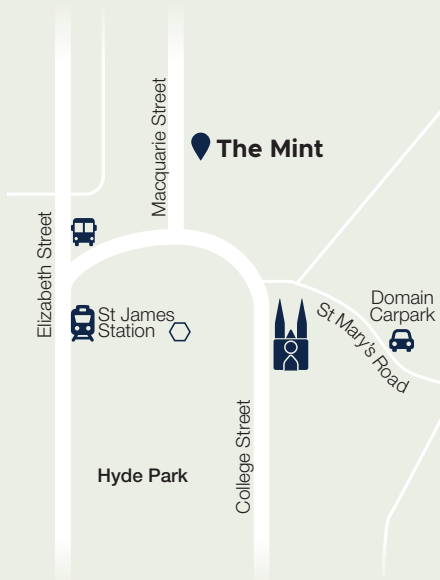 Macquarie Street
The Mint
Elizabeth Street
St James
Station
Domain
Carpark
St Mary's Road
College Street
Hyde Park